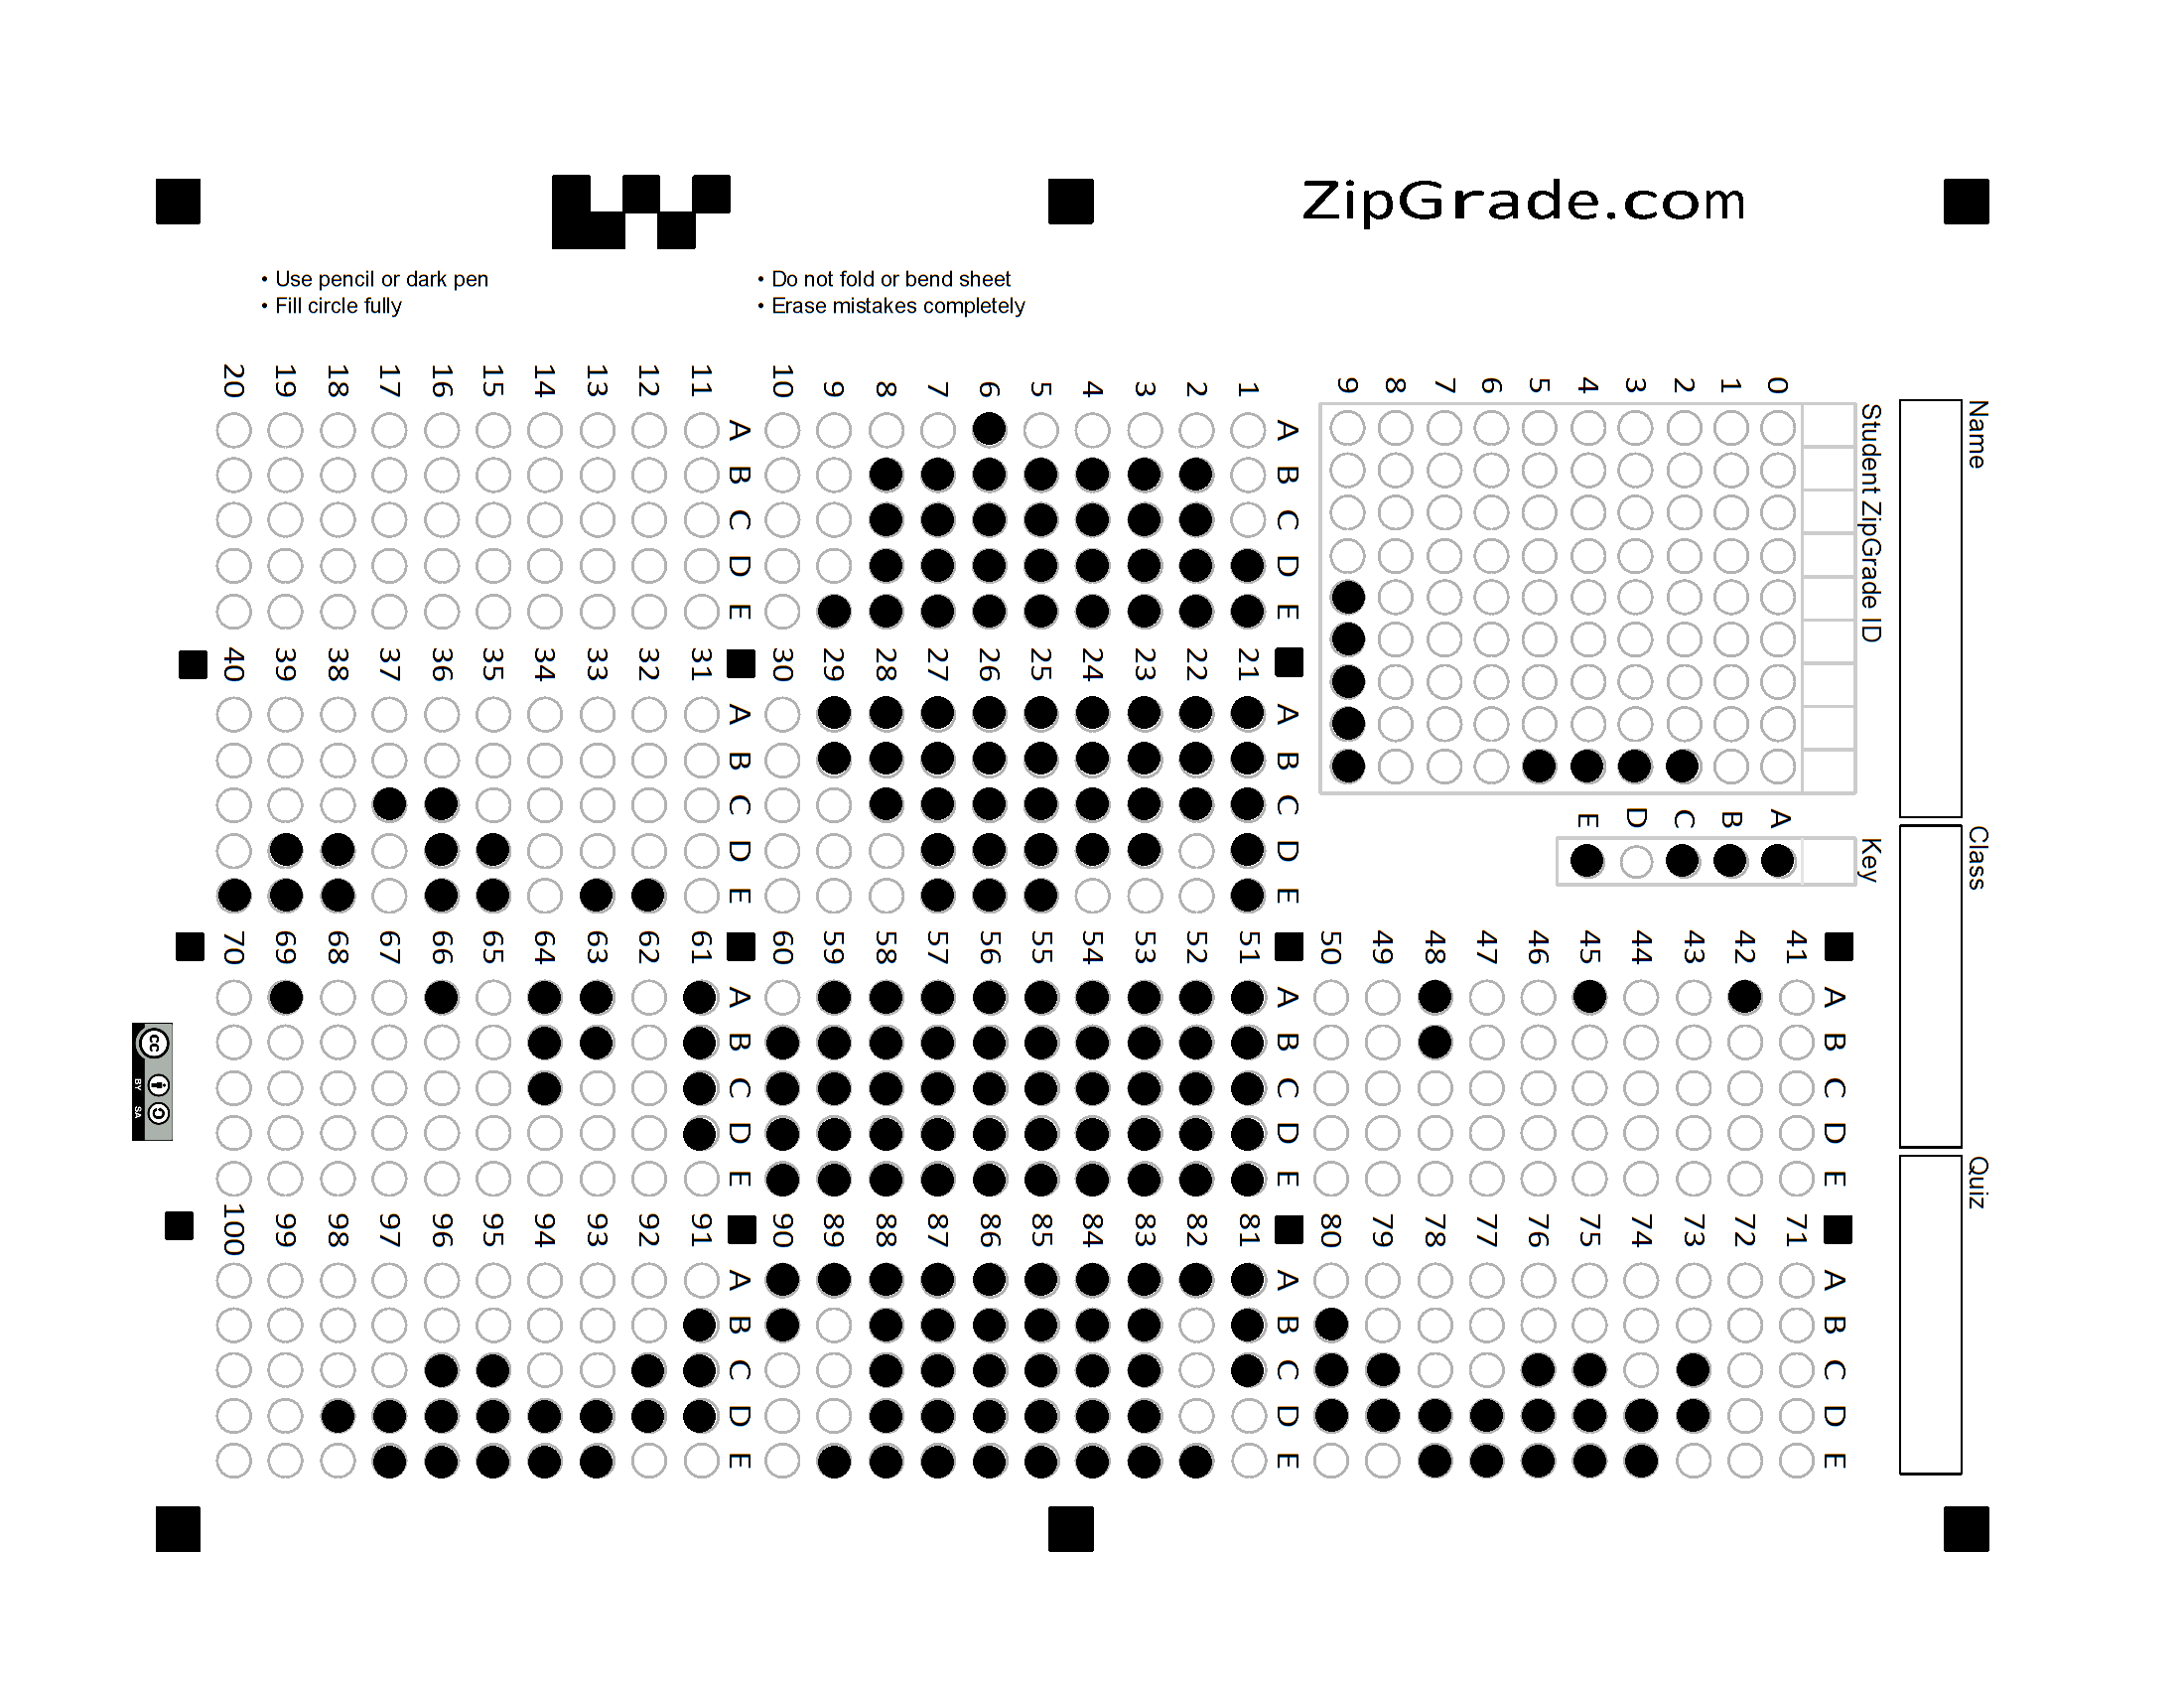 ZipGrade.com
• Use pencil or dark pen
• Fill circle fully
• Do not fold or bend sheet
• Erase mistakes completely
Name
Class
Quiz
Student ZipGrade ID
0 1 2 3 4 5 6 7 8 9
Key
A B C D E
A B C D E
1 2 3 4 5 6 7 8 9 10
A B C D E
11 12 13 14 15 16 17 18 19 20
A B C D E
21 22 23 24 25 26 27 28 29 30
A B C D E
31 32 33 34 35 36 37 38 39 40
A B C D E
41 42 43 44 45 46 47 48 49 50
A B C D E
51 52 53 54 55 56 57 58 59 60
A B C D E
61 62 63 64 65 66 67 68 69 70
A B C D E
71 72 73 74 75 76 77 78 79 80
A B C D E
81 82 83 84 85 86 87 88 89 90
A B C D E
91 92 93 94 95 96 97 98 99 100
cc BY SA